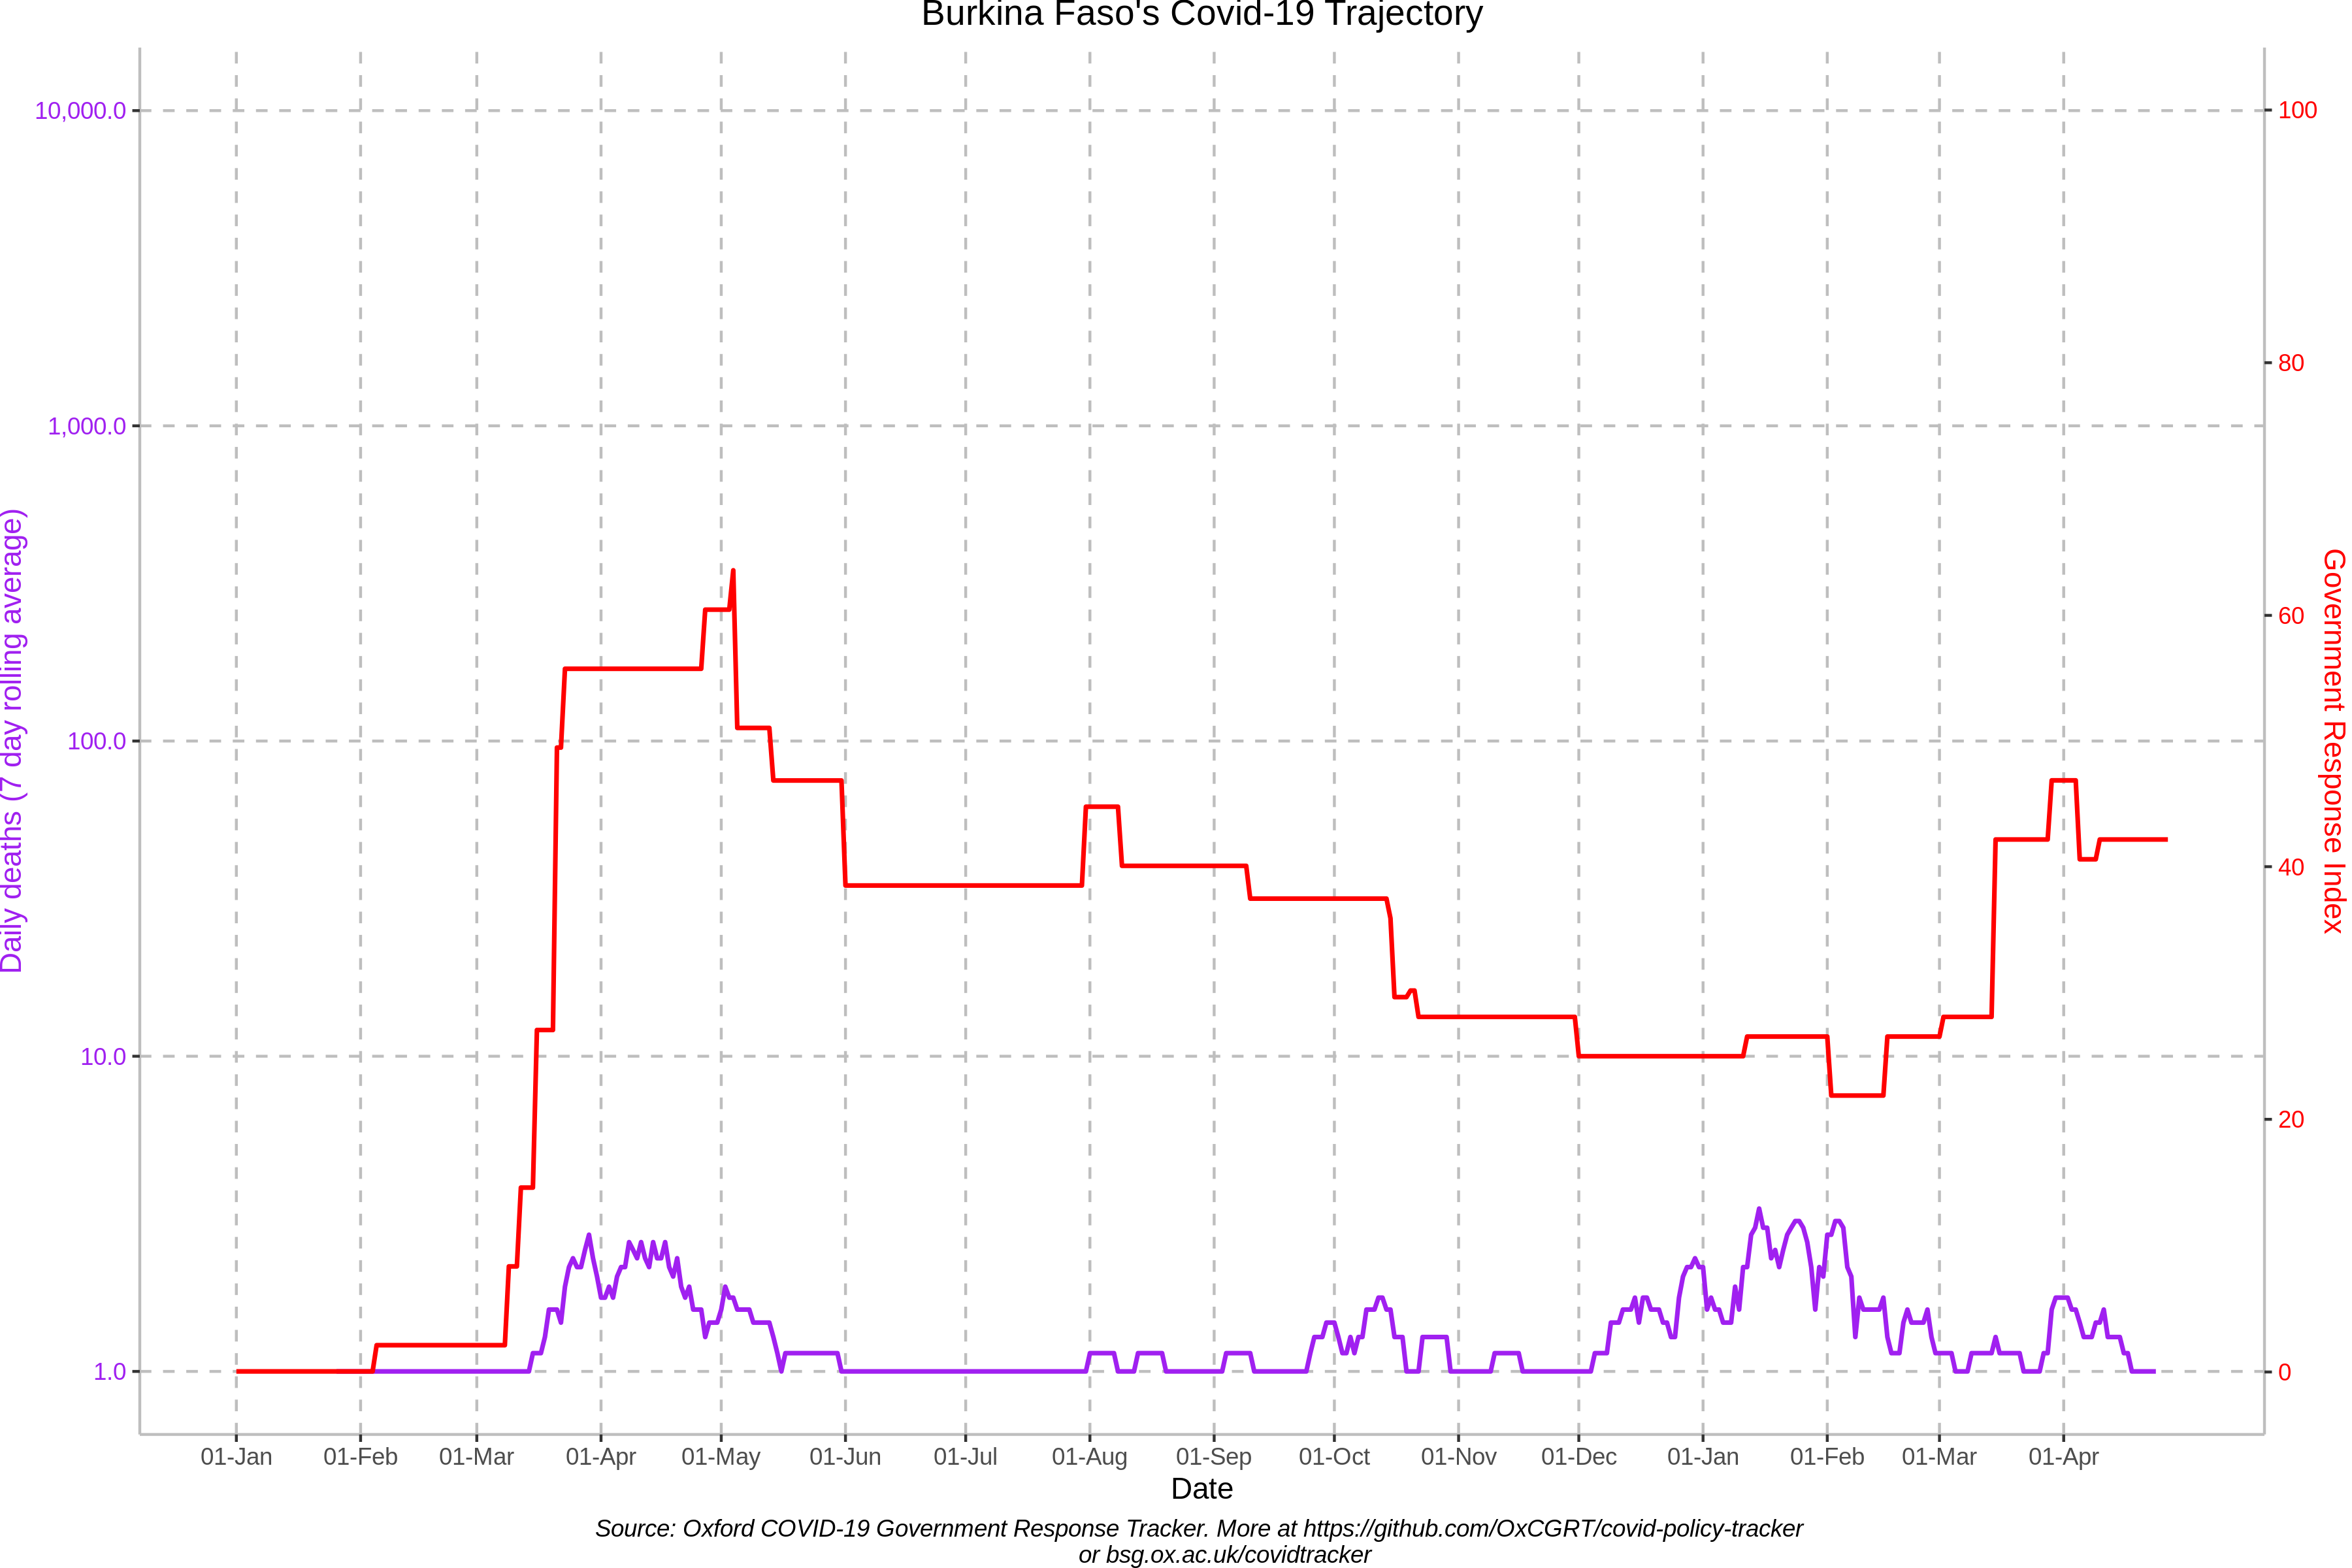 Burkina Faso's Covid-19 Trajectory
Daily deaths (7 day rolling average)
10,000.0
1,000.0
100.0
10.0
1.0
100
80
60
40
20
0
Government Response Index
01-Jan 01-Feb 01-Mar 01-Apr 01-May 01-Jun 01-Jul 01-Aug 01-Sep 01-Oct 01-Nov 01-Dec 01-Jan 01-Feb 01-Mar 01-Apr
Date
Source: Oxford COVID-19 Government Response Tracker. More at https://github.com/OxCGRT/covid-policy-tracker
or bsg.ox.ac.uk/covidtracker